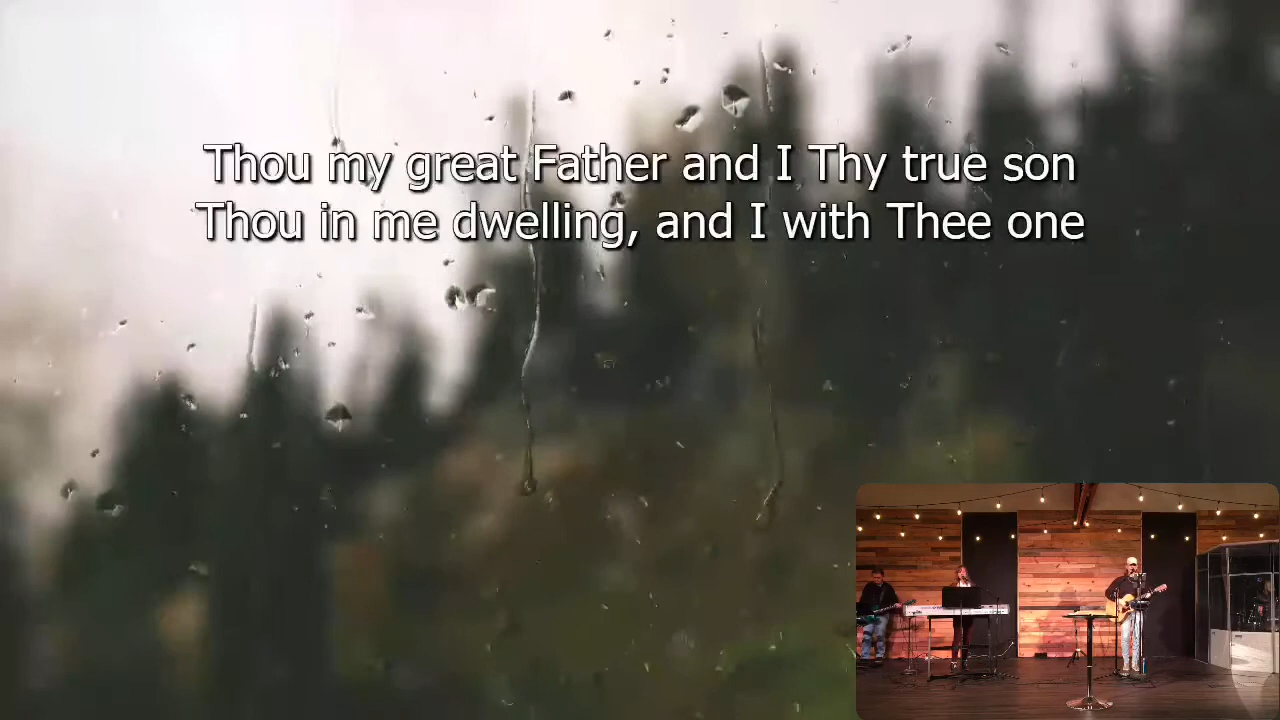 Thou my great Father and I Thy true son
Thou in me dwelling, and I with Thee one